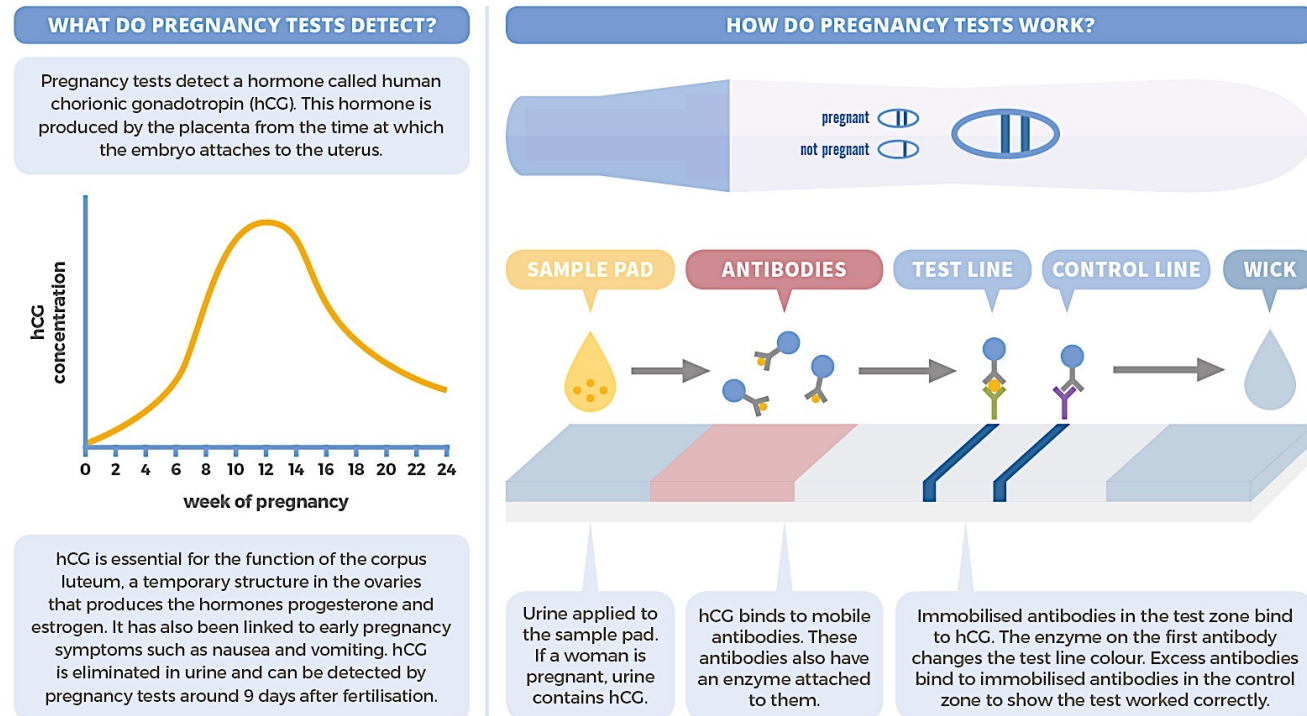 WHAT DO PREGNANCY TESTS DETECT?
Pregnancy tests detect a hormone called human
chorionic gonadotropin (hCG). This hormone is
produced by the placenta from the time at which
the embryo attaches to the uterus.
hCG
concentration
0 2 4 6 8 10 12 14 16 18 20 22 24
week of pregnancy
hCG is essential for the function of the corpus
luteum, a temporary structure in the ovaries
that produces the hormones progesterone and
estrogen. It has also been linked to early pregnancy
symptoms such as nausea and vomiting. hCG
is eliminated in urine and can be detected by
pregnancy tests around 9 days after fertilisation.
HOW DO PREGNANCY TESTS WORK?
pregnant
not pregnant
SAMPLE PAD
ANTIBODIES
TEST LINE
CONTROL LINE
WICK
Urine applied to
the sample pad.
If a woman is
pregnant, urine
contains hCG.
hCG binds to mobile
antibodies. These
antibodies also have
an enzyme attached
to them.
Immobilised antibodies in the test zone bind
to hCG. The enzyme on the first antibody
changes the test line colour. Excess antibodies
bind to immobilised antibodies in the control
zone to show the test worked correctly.